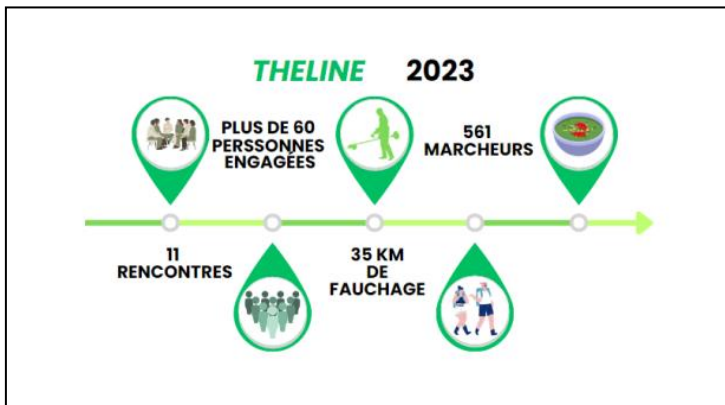 THELINE 2023
PLUS DE 60
PERSSONNES
ENGAGÉES
561
MARCHEURS
11
RENCONTRES
35 KM
DE
FAUCHAGE